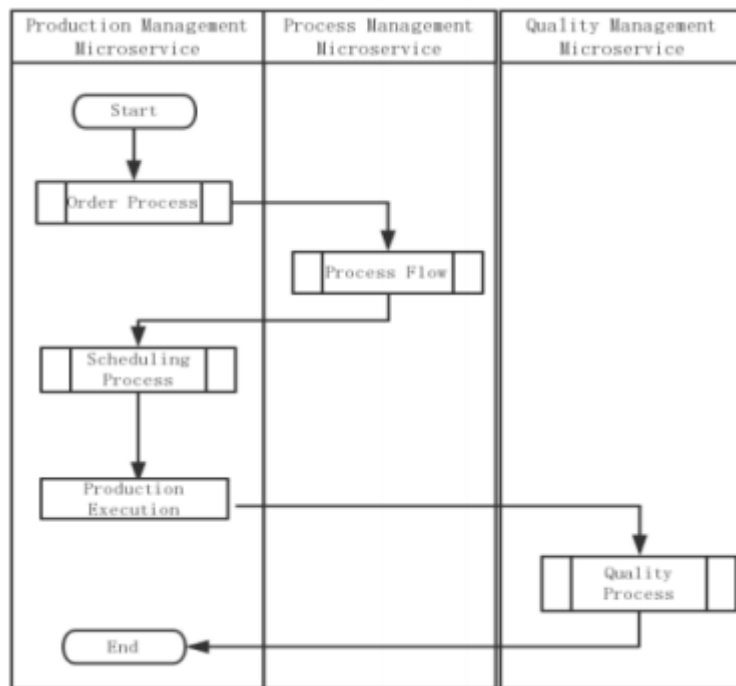 Production Management
Microservice
Process Management
Microservice
Quality Management
Microservice
Start
Order Process
Process Flow
Scheduling
Process
Production
Execution
Quality
Process
End